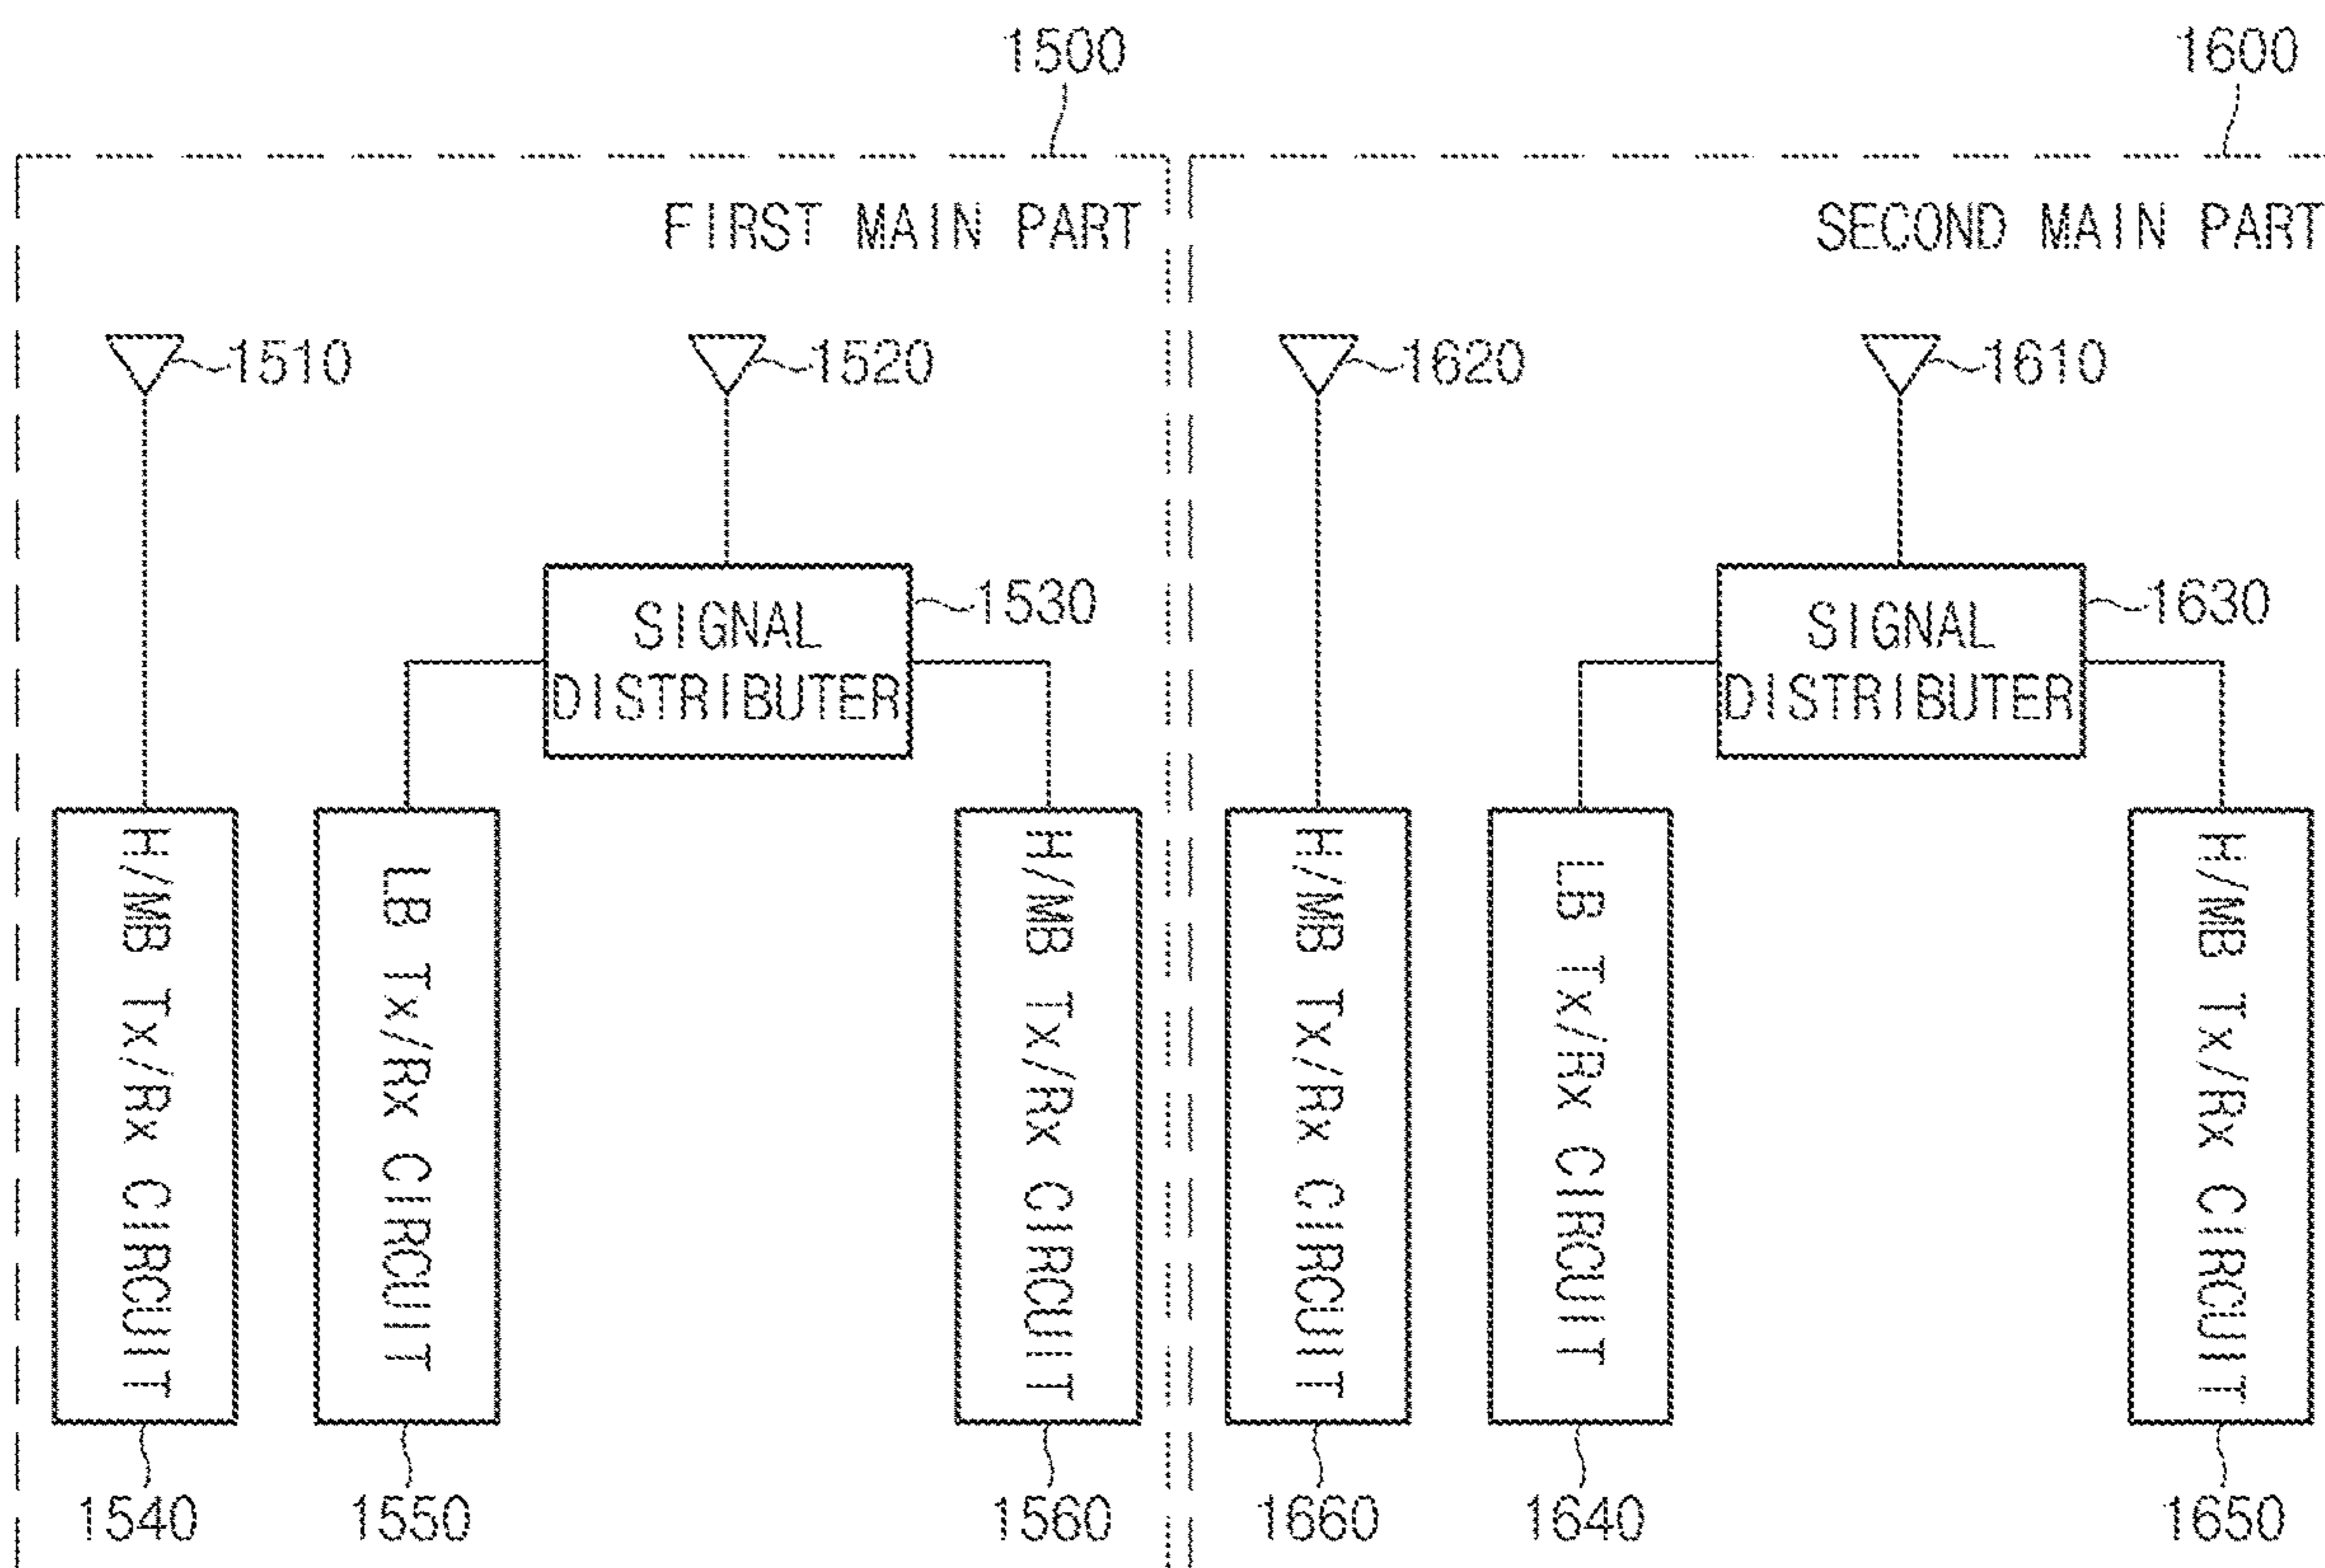 1500
1600
FIRST MAIN PART
SECOND MAIN PART
1510
1520
1620
1610
SIGNAL
DISTRIBUTER
1530
SIGNAL
DISTRIBUTER
1630
H/MB Tx/Rx CIRCUIT
LB Tx/Rx CIRCUIT
H/MB Tx/Rx CIRCUIT
H/MB Tx/Rx CIRCUIT
LB Tx/Rx CIRCUIT
H/MB Tx/Rx CIRCUIT
1540
1550
1560
1660
1640
1650